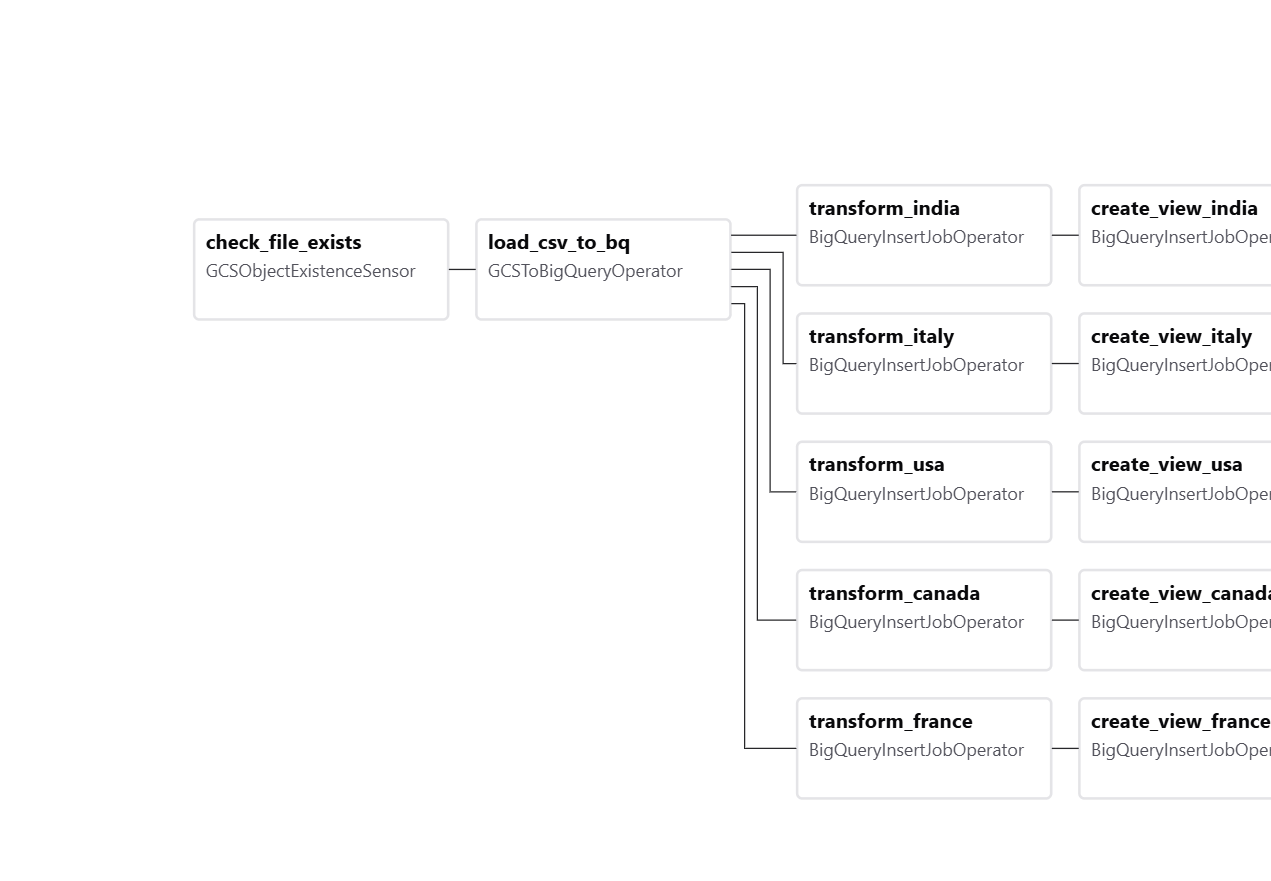 check_file_exists
GCSObjectExistenceSensor
load_csv_to_bq
GCSToBigQueryOperator
transform_india
BigQueryInsertJobOperator
create_view_india
BigQueryInsertJobOper
transform_italy
BigQueryInsertJobOperator
create_view_italy
BigQueryInsertJobOper
transform_usa
BigQueryInsertJobOperator
create_view_usa
BigQueryInsertJobOper
transform_canada
BigQueryInsertJobOperator
create_view_canada
BigQueryInsertJobOper
transform_france
BigQueryInsertJobOperator
create_view_france
BigQueryInsertJobOper